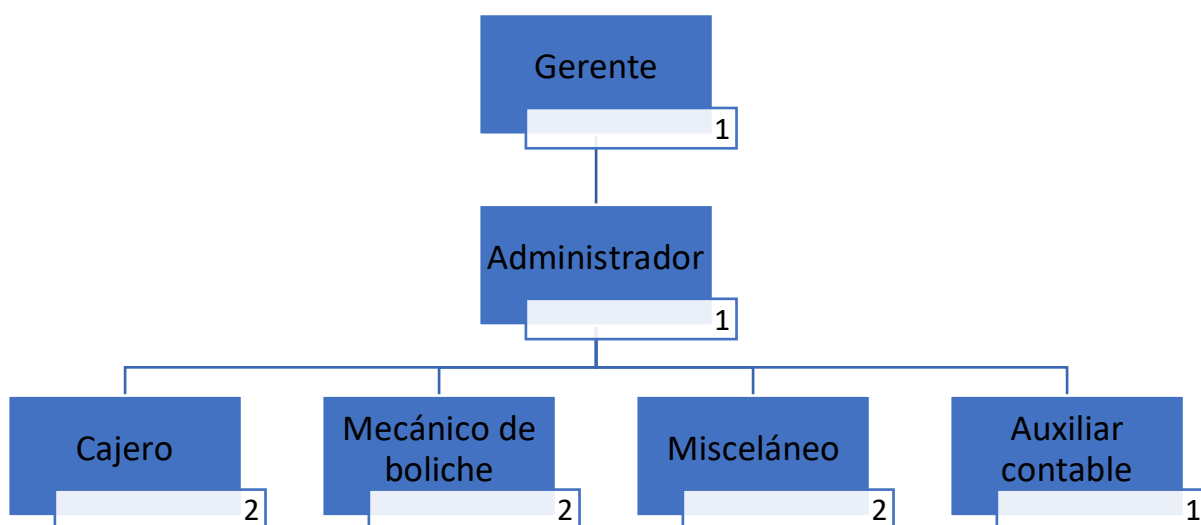 Gerente
1
Administrador
1
Cajero
2
Mecánico de
boliche
2
Misceláneo
2
Auxiliar
contable
1